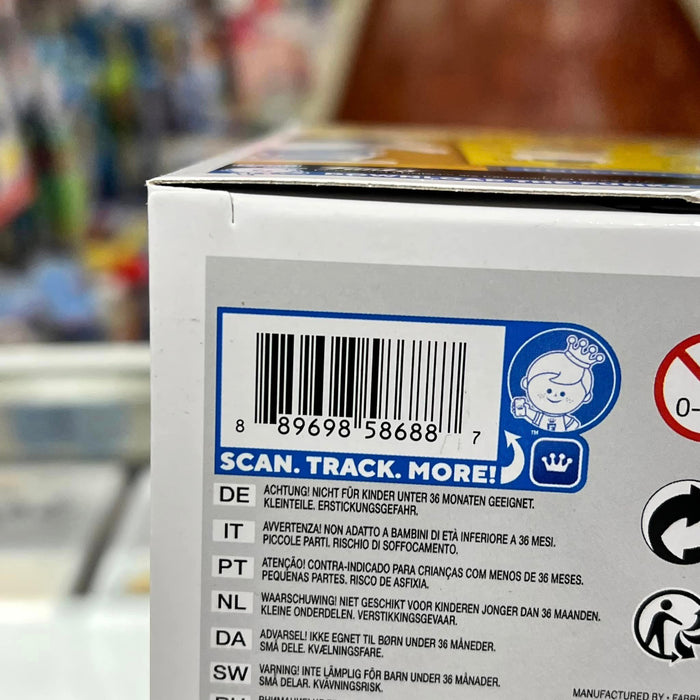 8 89698 58688 7
SCAN. TRACK. MORE!
™
0-
DE ACHTUNG! NICHT FÜR KINDER UNTER 36 MONATEN GEEIGNET.
KLEINTEILE. ERSTICKUNGSGEFAHR.
IT AVVERTENZA! NON ADATTO A BAMBINI DI ETÀ INFERIORE A 36 MESI.
PICCOLE PARTI. RISCHIO DI SOFFOCAMENTO.
PT ATENÇÃO! CONTRA-INDICADO PARA CRIANÇAS COM MENOS DE 36 MESES.
PEQUENAS PARTES. RISCO DE ASFIXIA.
NL WAARSCHUWING! NIET GESCHIKT VOOR KINDEREN JONGER DAN 36 MAANDEN.
KLEINE ONDERDELEN. VERSTIKKINGSGEVAAR.
DA ADVARSEL! IKKE EGNET TIL BØRN UNDER 36 MÅNEDER.
SMÅ DELE. KVÆLNINGSFARE.
SW VARNING! INTE LÄMPLIG FÖR BARN UNDER 36 MÅNADER.
SMÅ DELAR. KVÄVNINGSRISK.
MANUFACTURED BY • FABRI